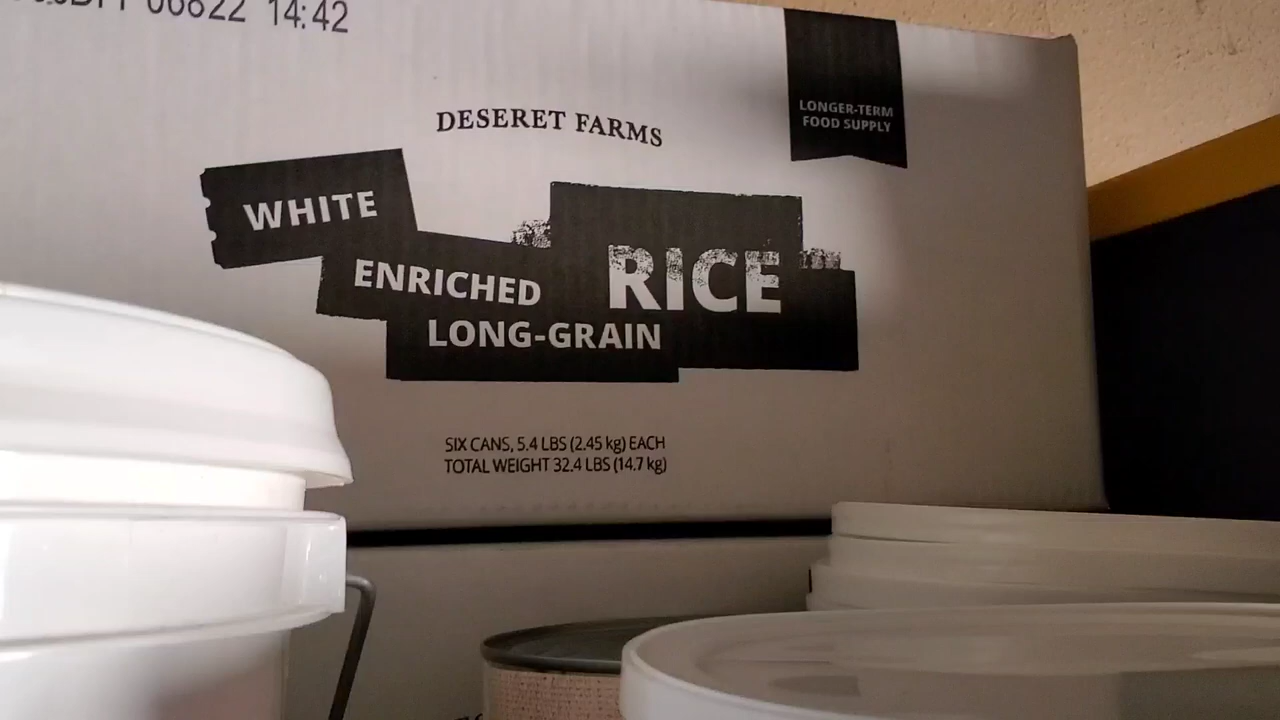 06822 14:42
DESERET FARMS
LONGER-TERM
FOOD SUPPLY
WHITE
ENRICHED
RICE
LONG-GRAIN
SIX CANS, 5.4 LBS (2.45 kg) EACH
TOTAL WEIGHT 32.4 LBS (14.7 kg)